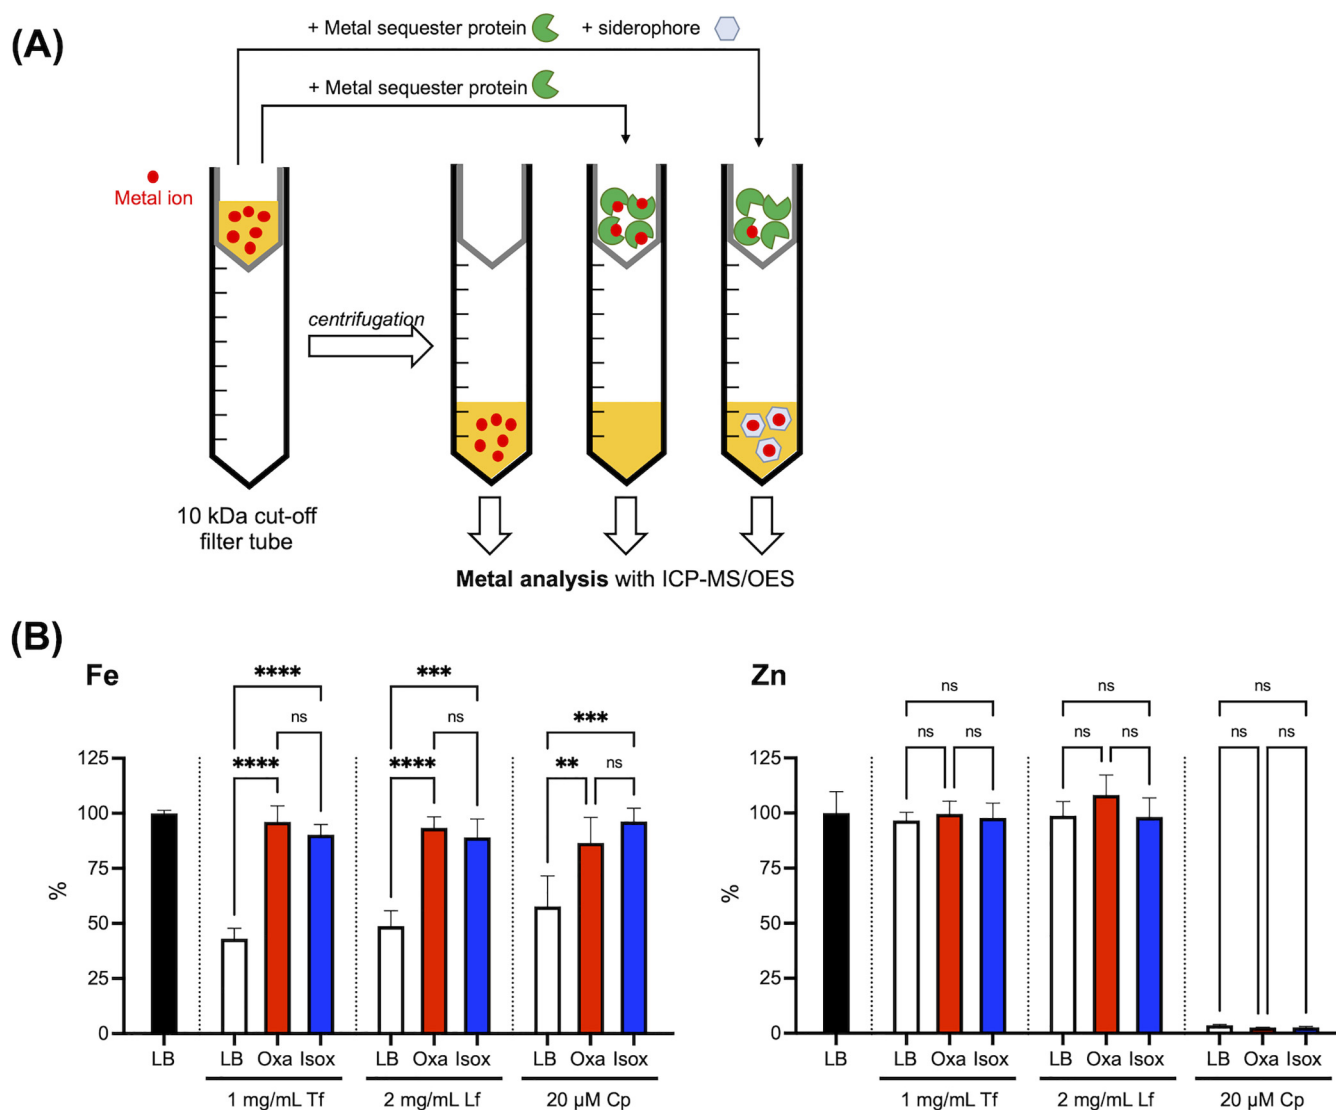 (A)
+ Metal sequester protein + siderophore
+ Metal sequester protein
Metal ion
centrifugation
10 kDa cut-off
filter tube
Metal analysis with ICP-MS/OES
(B)
Fe
****
***
ns
ns
***
****
****
**
ns
125
100
75
50
25
0
%
LB
LB Oxa Isox
LB Oxa Isox
LB Oxa Isox
1 mg/mL Tf
2 mg/mL Lf
20 µM Cp
Zn
ns
ns
ns
ns
ns
ns
ns
ns
ns
125
100
75
50
25
0
%
LB
LB Oxa Isox
LB Oxa Isox
LB Oxa Isox
1 mg/mL Tf
2 mg/mL Lf
20 µM Cp